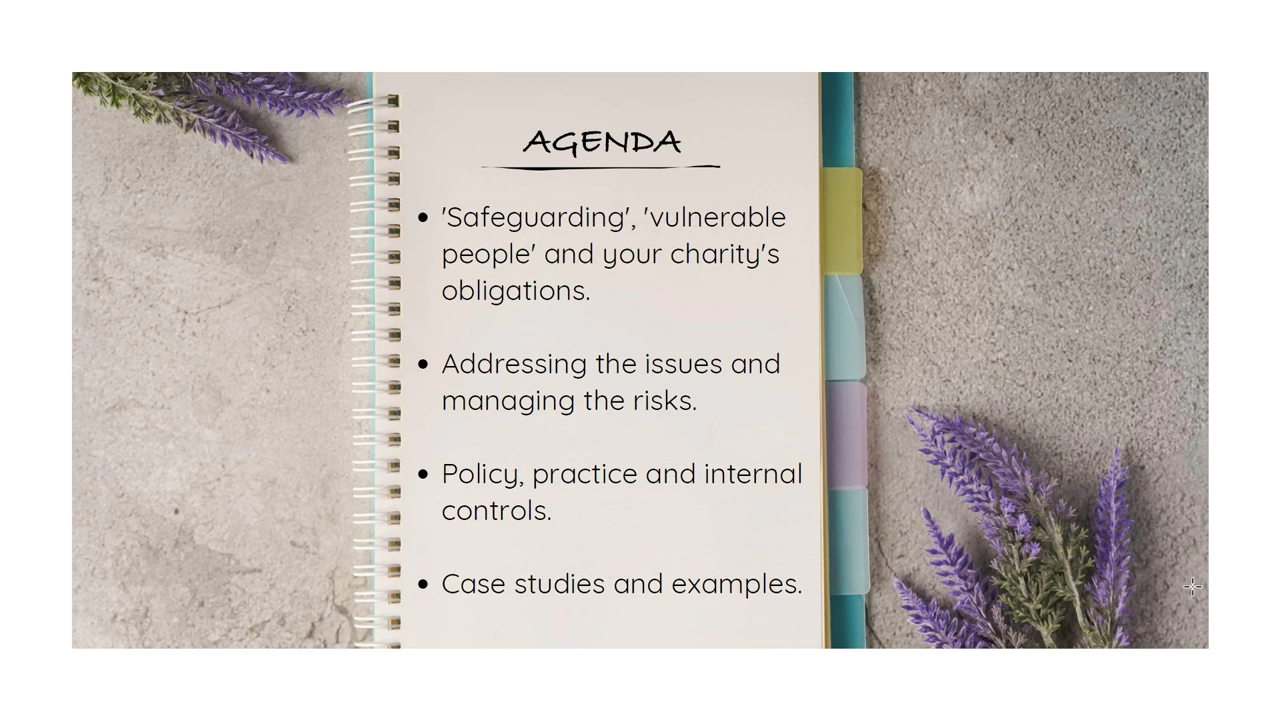 AGENDA
'Safeguarding', 'vulnerable
people' and your charity's
obligations.
Addressing the issues and
managing the risks.
Policy, practice and internal
controls.
Case studies and examples.